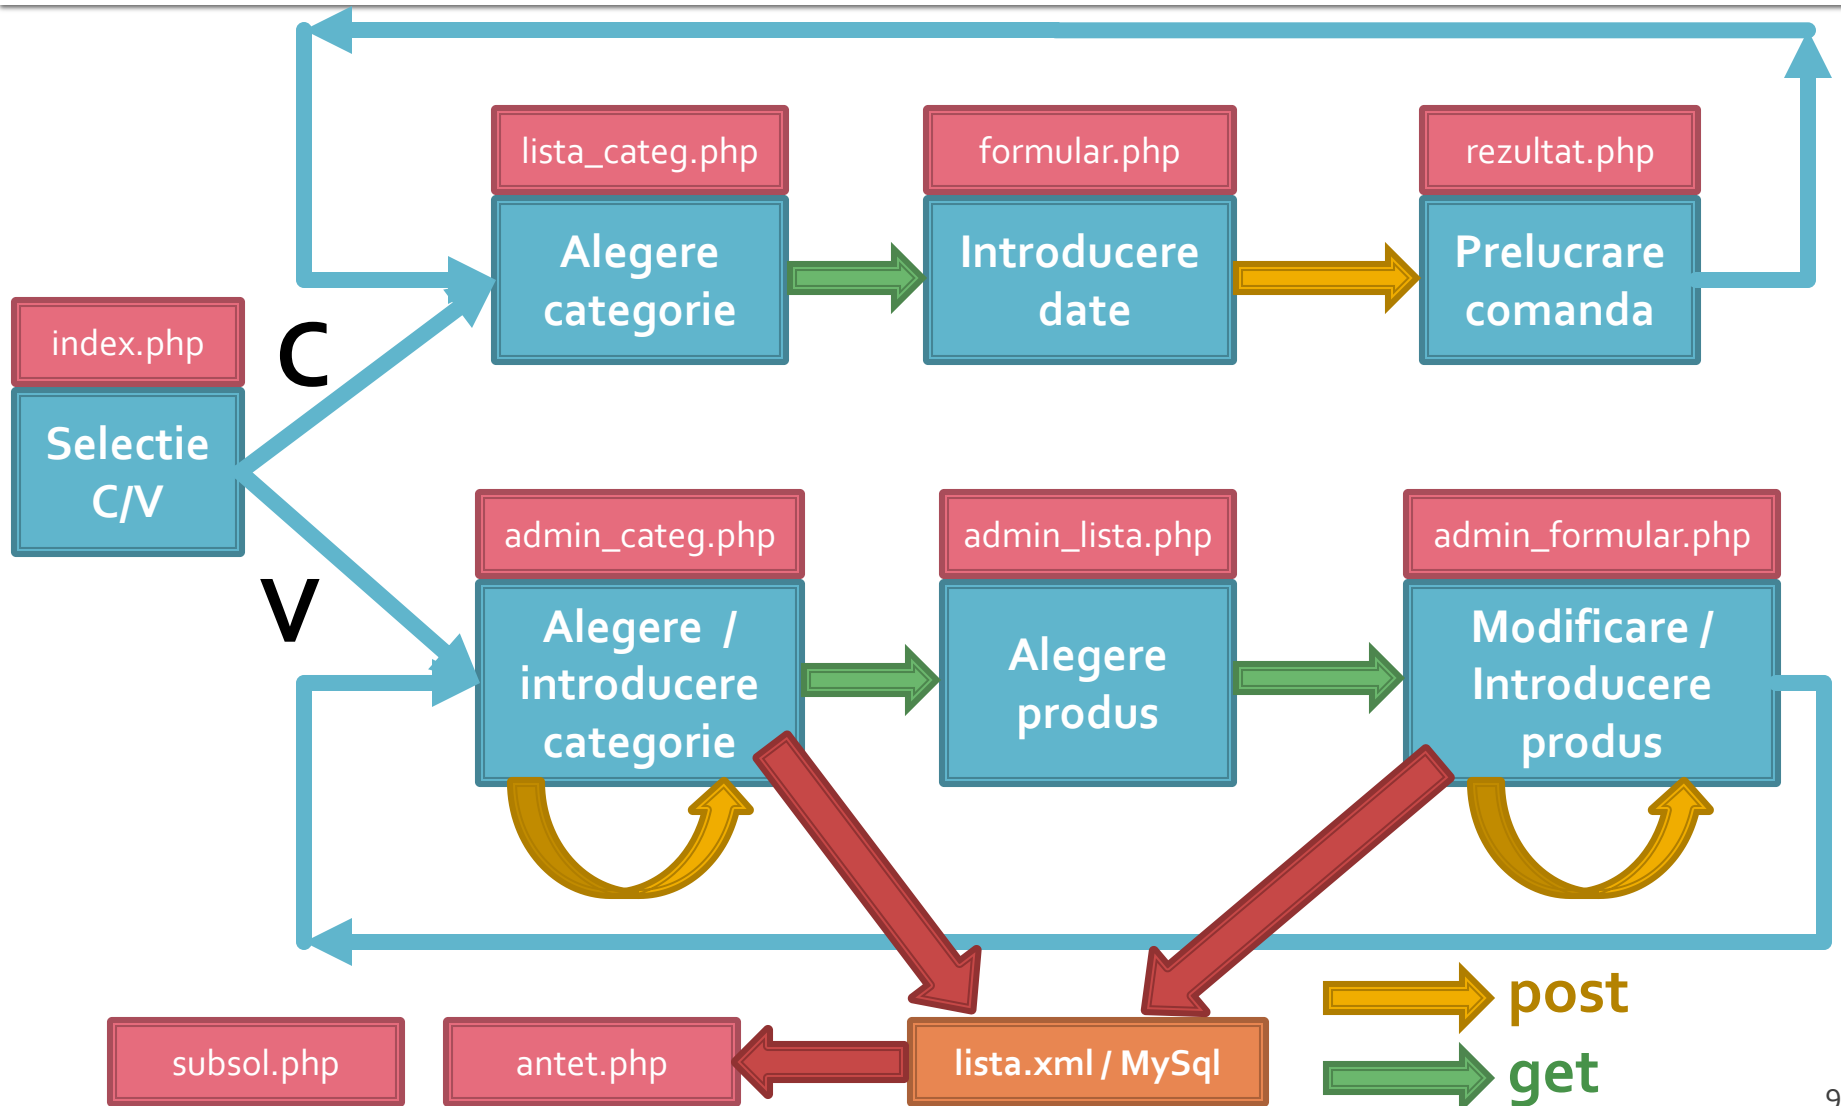 lista_categ.php
formular.php
rezultat.php
Alegere
categorie
Introducere
date
Prelucrare
comanda
index.php
C
Selectie
C/V
V
admin_categ.php
admin_lista.php
admin_formular.php
Alegere /
introducere
categorie
Alegere
produs
Modificare /
Introducere
produs
post
subsol.php
antet.php
lista.xml / MySql
get
9